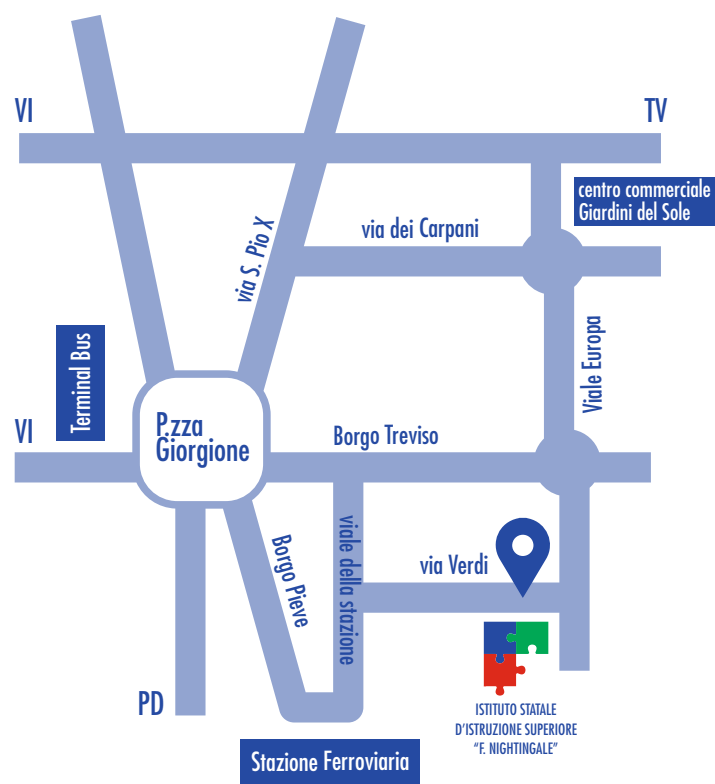 VI
TV
centro commerciale
Giardini del Sole
via dei Carpani
via S. Pio X
Viale Europa
Terminal Bus
VI
P.zza
Giorgione
Borgo Treviso
viale della stazione
Borgo Pieve
via Verdi
PD
ISTITUTO STATALE
D'ISTRUZIONE SUPERIORE
"F. NIGHTINGALE"
Stazione Ferroviaria